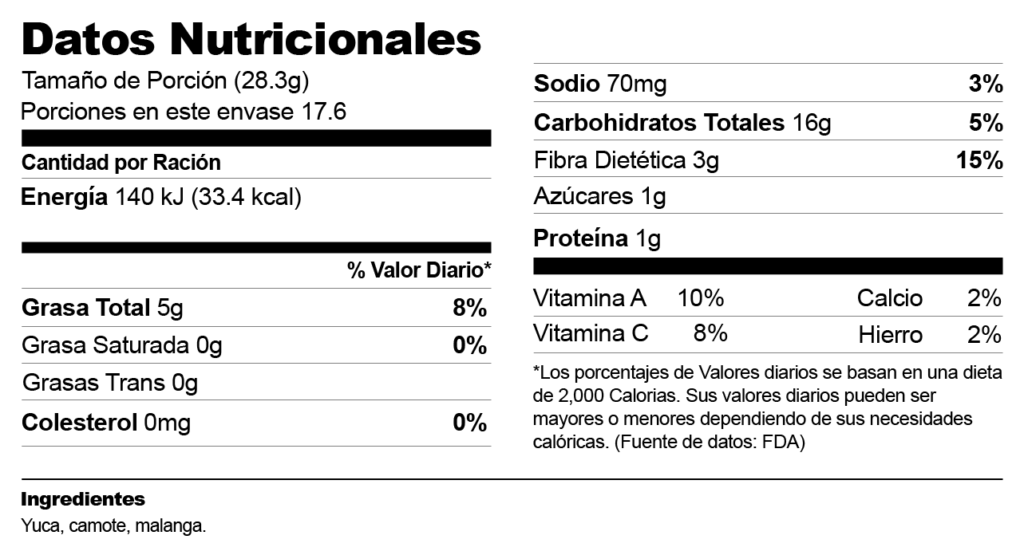 Datos Nutricionales
Tamaño de Porción (28.3g)
Porciones en este envase 17.6
Cantidad por Ración
Energía 140 kJ (33.4 kcal)
% Valor Diario*
Grasa Total 5g 8%
Grasa Saturada 0g 0%
Grasas Trans 0g
Colesterol 0mg 0%
Sodio 70mg 3%
Carbohidratos Totales 16g 5%
Fibra Dietética 3g 15%
Azúcares 1g
Proteína 1g
Vitamina A 10% Calcio 2%
Vitamina C 8% Hierro 2%
*Los porcentajes de Valores diarios se basan en una dieta
de 2,000 Calorias. Sus valores diarios pueden ser
mayores o menores dependiendo de sus necesidades
calóricas. (Fuente de datos: FDA)
Ingredientes
Yuca, camote, malanga.